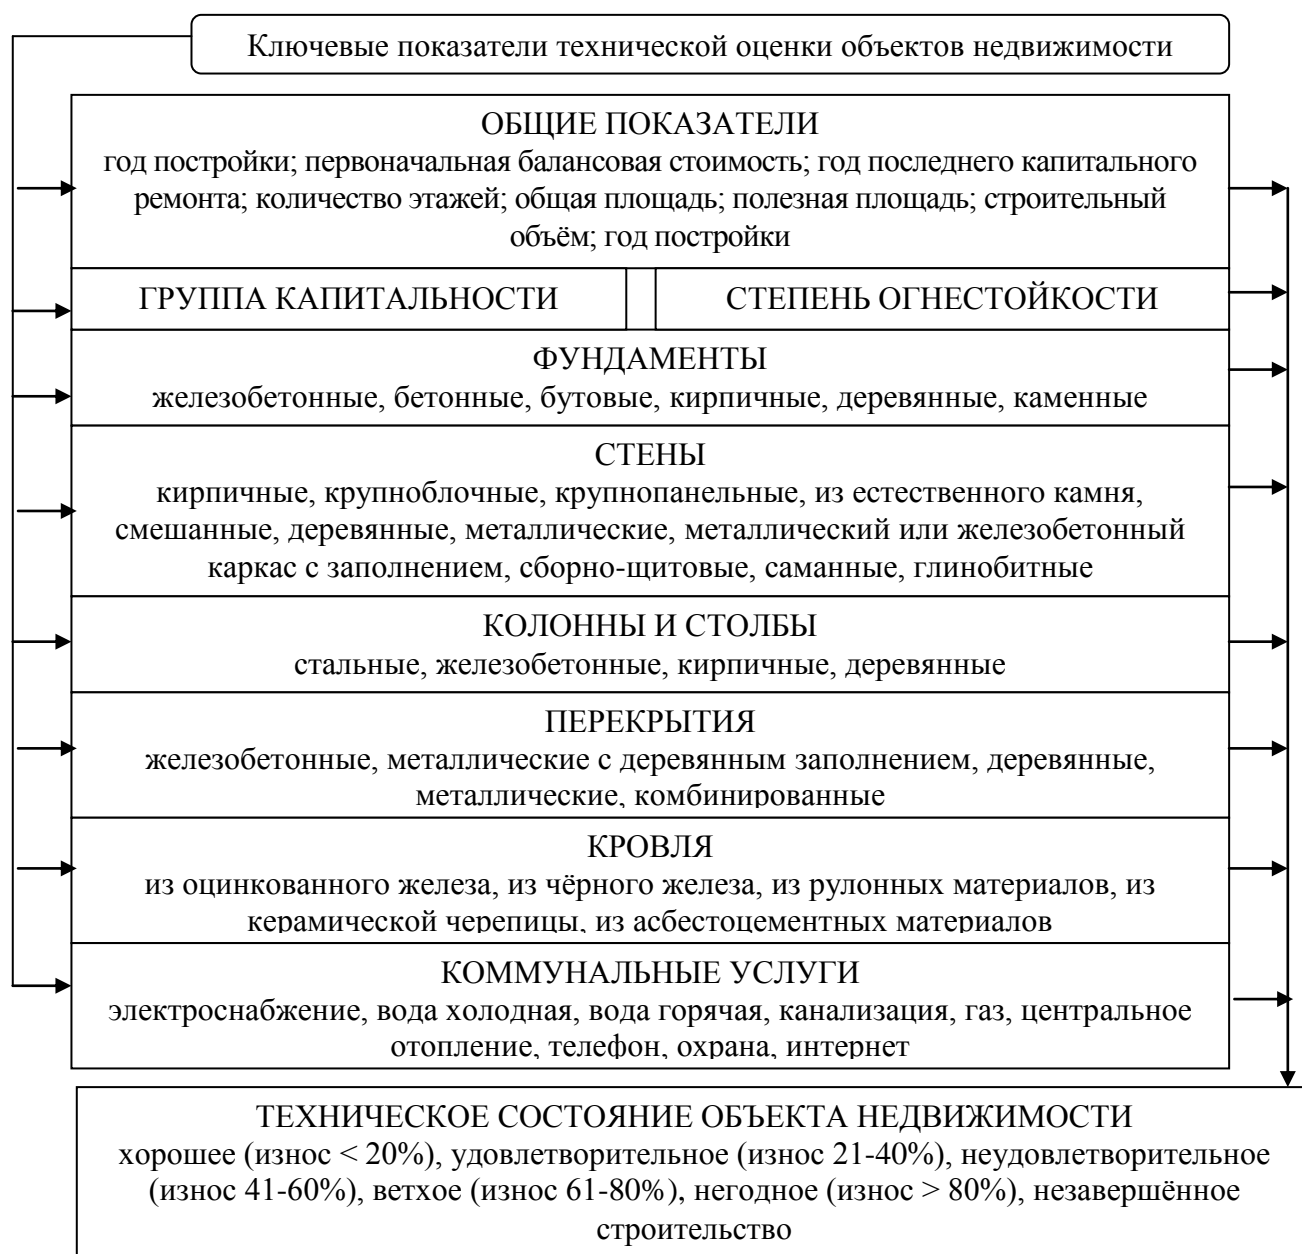 Ключевые показатели технической оценки объектов недвижимости
ОБЩИЕ ПОКАЗАТЕЛИ
год постройки; первоначальная балансовая стоимость; год последнего капитального
ремонта; количество этажей; общая площадь; полезная площадь; строительный
объём; год постройки
ГРУППА КАПИТАЛЬНОСТИ
СТЕПЕНЬ ОГНЕСТОЙКОСТИ
ФУНДАМЕНТЫ
железобетонные, бетонные, бутовые, кирпичные, деревянные, каменные
СТЕНЫ
кирпичные, крупноблочные, крупнопанельные, из естественного камня,
смешанные, деревянные, металлические, металлический или железобетонный
каркас с заполнением, сборно-щитовые, саманные, глинобитные
КОЛОННЫ И СТОЛБЫ
стальные, железобетонные, кирпичные, деревянные
ПЕРЕКРЫТИЯ
железобетонные, металлические с деревянным заполнением, деревянные,
металлические, комбинированные
КРОВЛЯ
из оцинкованного железа, из чёрного железа, из рулонных материалов, из
керамической черепицы, из асбестоцементных материалов
КОММУНАЛЬНЫЕ УСЛУГИ
электроснабжение, вода холодная, вода горячая, канализация, газ, центральное
отопление, телефон, охрана, интернет
ТЕХНИЧЕСКОЕ СОСТОЯНИЕ ОБЪЕКТА НЕДВИЖИМОСТИ
хорошее (износ < 20%), удовлетворительное (износ 21-40%), неудовлетворительное
(износ 41-60%), ветхое (износ 61-80%), негодное (износ > 80%), незавершённое
строительство